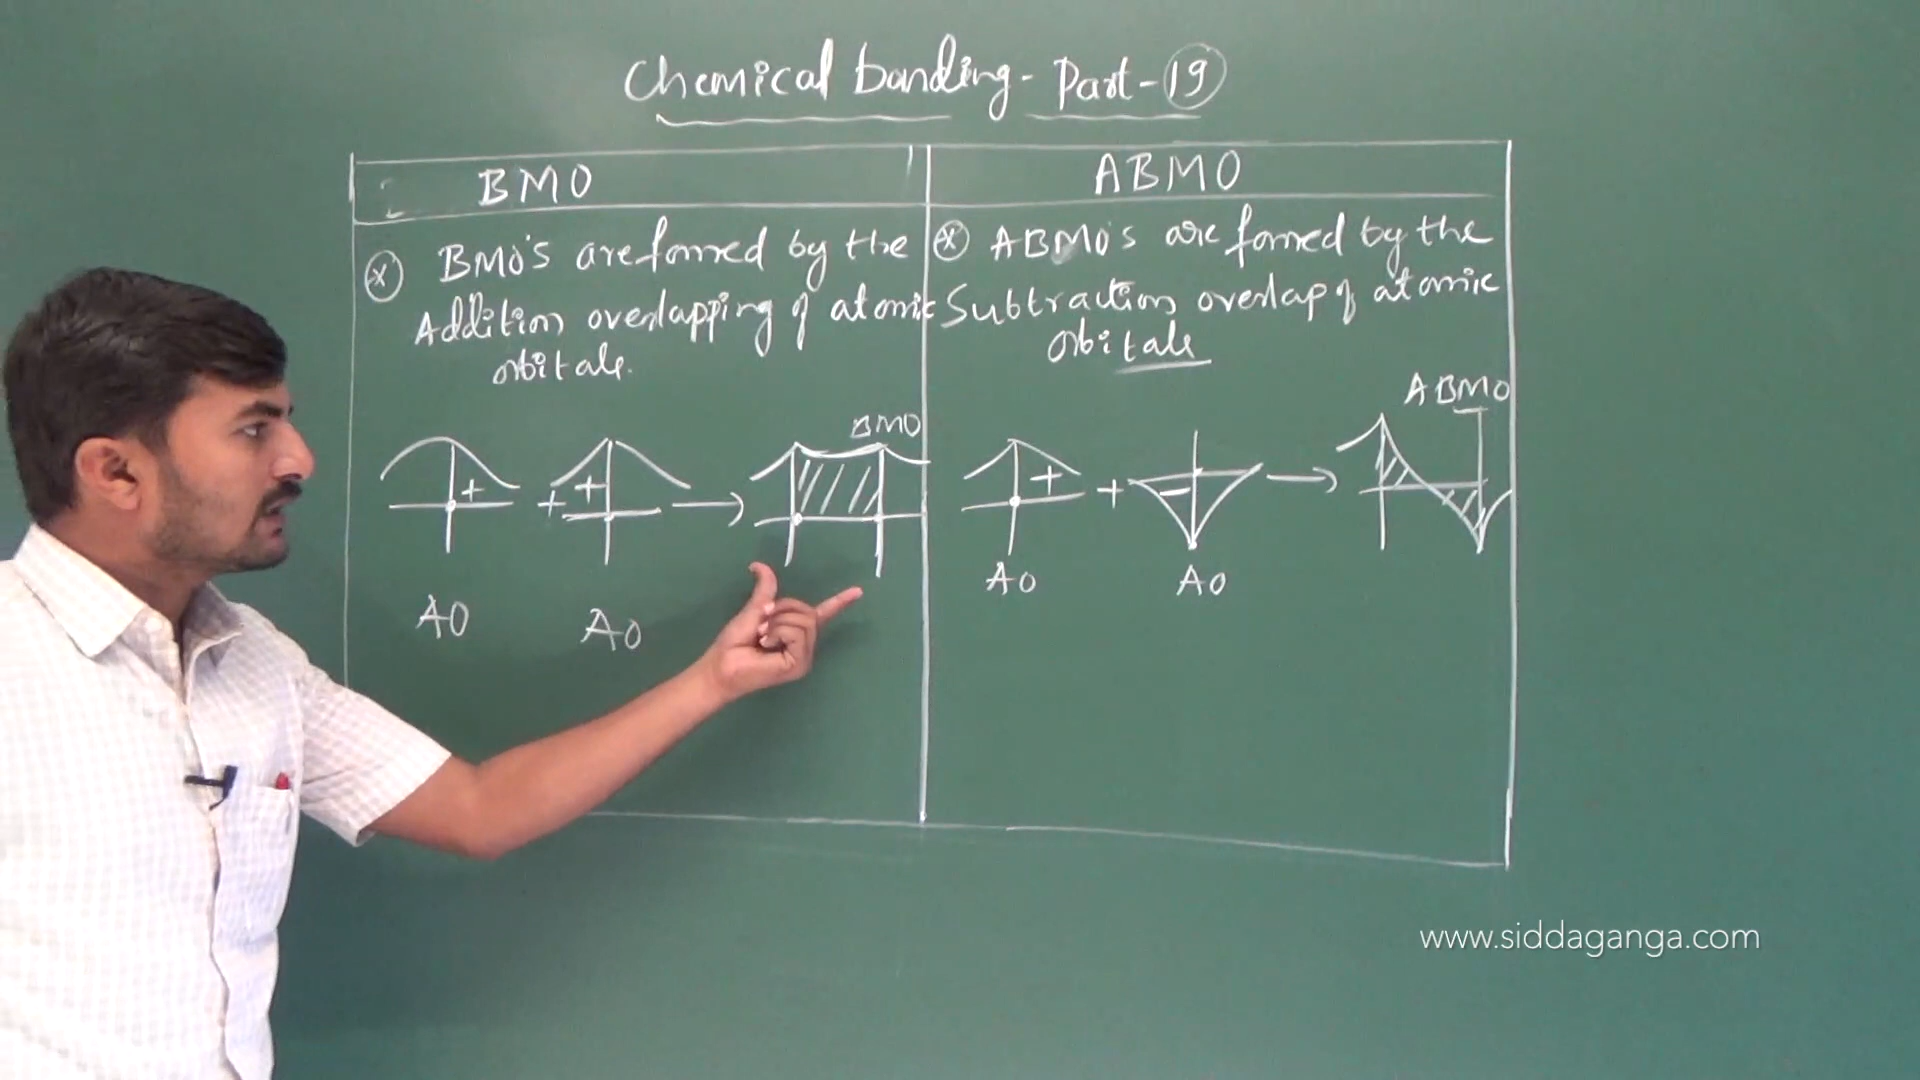 Chemical bonding - Part - 19
BMO
ABMO
BMO's are formed by the
Addition overlapping of atomic
orbitals.
ABMO's are formed by the
Subtraction overlap of atomic
orbitals
BMO
+ + + →
AO AO
ABMO
+ + − →
AO AO
www.siddaganga.com